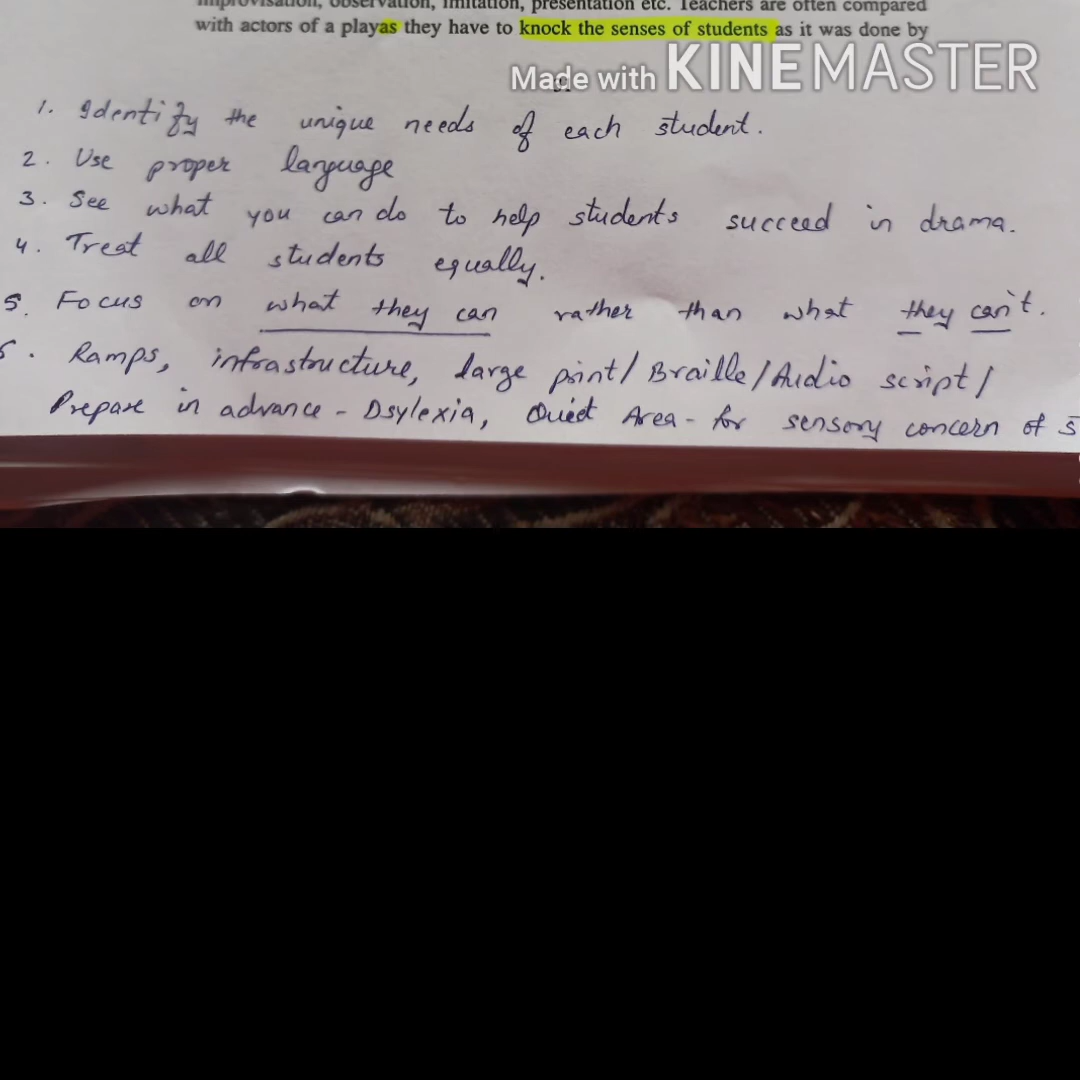 improvisation, observation, imitation, presentation etc. Teachers are often compared
with actors of a playas they have to knock the senses of students as it was done by
Made with KINEMASTER
1. Identify the unique needs of each student.
2. Use proper language
3. See what you can do to help students succeed in drama.
4. Treat all students equally.
5. Focus on what they can rather than what they can't.
6. Ramps, infrastructure, large print/Braille/Audio script/
Prepare in advance - Dsylexia, Quiet Area - for sensory concern of